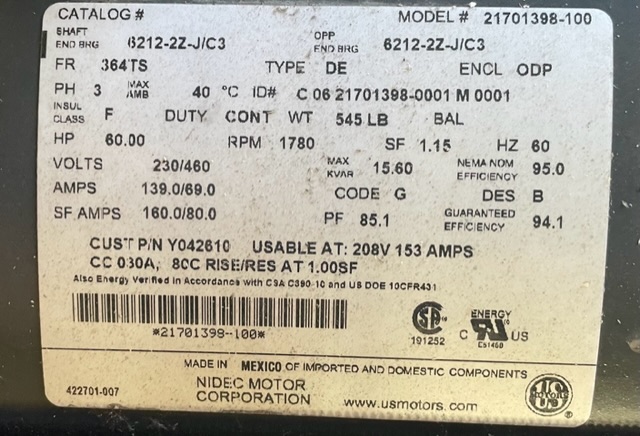 CATALOG # MODEL # 21701398-100
SHAFT END BRG 6212-2Z-J/C3 OPP END BRG 6212-2Z-J/C3
FR 364TS TYPE DE ENCL ODP
PH 3 MAX AMB 40 °C ID# C 06 21701398-0001 M 0001
INSUL CLASS F DUTY CONT WT 545 LB BAL
HP 60.00 RPM 1780 SF 1.15 HZ 60
VOLTS 230/460 MAX KVAR 15.60 NEMA NOM EFFICIENCY 95.0
AMPS 139.0/69.0 CODE G DES B
SF AMPS 160.0/80.0 PF 85.1 GUARANTEED EFFICIENCY 94.1
CUST P/N Y042610 USABLE AT: 208V 153 AMPS
CC 030A, 80C RISE/RES AT 1.00SF
Also Energy Verified in Accordance with CSA C390-10 and US DOE 10CFR431
*21701398-100*
SA 191252
ENERGY
C UL US
MADE IN MEXICO OF IMPORTED AND DOMESTIC COMPONENTS
422701-007
NIDEC MOTOR
CORPORATION www.usmotors.com
US MOTORS